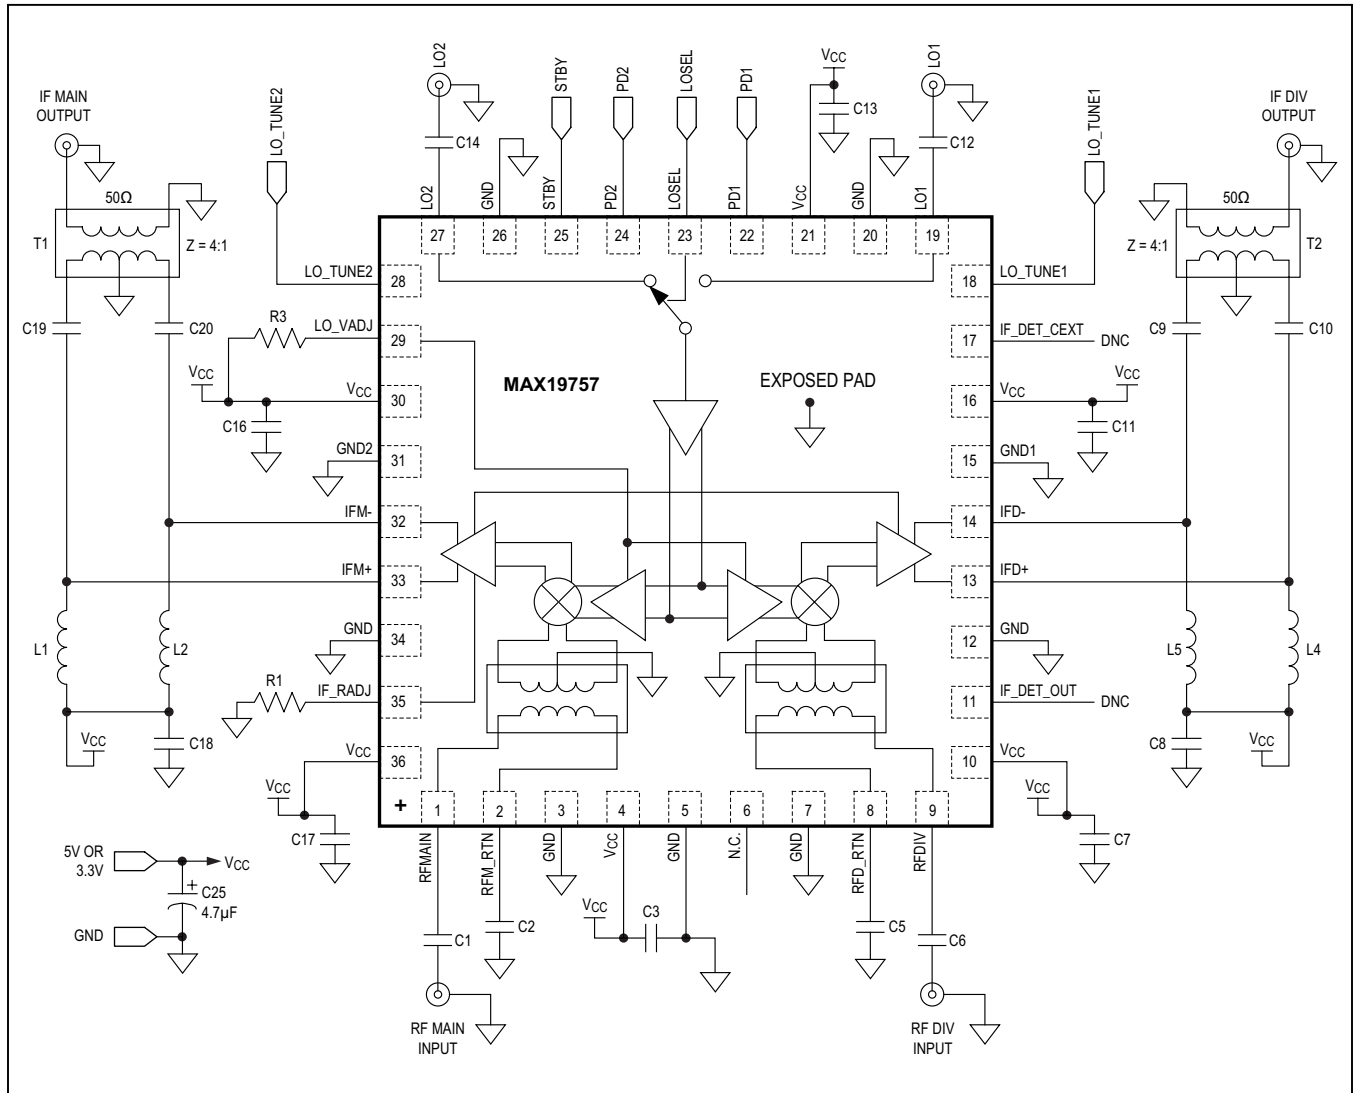 LO2
STBY
PD2
LOSEL
PD1
VCC
LO1
IF MAIN
OUTPUT
LO_TUNE2
C14
C13
C12
LO_TUNE1
IF DIV
OUTPUT
50Ω
T1
Z = 4:1
LO2
GND
STBY
PD2
LOSEL
PD1
VCC
GND
LO1
50Ω
Z = 4:1
T2
27
26
25
24
23
22
21
20
19
LO_TUNE2
28
18
LO_TUNE1
C19
C20
R3
LO_VADJ
29
17
IF_DET_CEXT
DNC
C9
C10
VCC
VCC
30
MAX19757
EXPOSED PAD
16
VCC
VCC
C16
C11
GND2
31
15
GND1
IFM-
32
14
IFD-
IFM+
33
13
IFD+
L1
L2
GND
34
12
GND
L5
L4
R1
IF_RADJ
35
11
IF_DET_OUT
DNC
VCC
C18
VCC
36
10
VCC
C8
VCC
VCC
C17
+
1
2
3
4
5
6
7
8
9
VCC
C7
RFMAIN
RFM_RTN
GND
VCC
GND
N.C.
GND
RFD_RTN
RFDIV
5V OR
3.3V
VCC
+
C25
4.7µF
GND
C1
C2
VCC
C3
C5
C6
RF MAIN
INPUT
RF DIV
INPUT